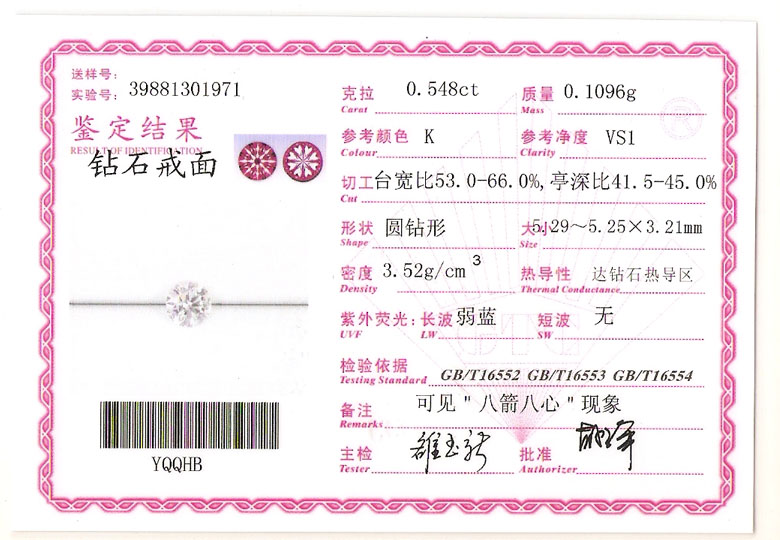 送样号:
实验号: 39881301971
鉴定结果
RESULT OF IDENTIFICATION
钻石戒面
YQQHB
克拉 0.548ct 质量 0.1096g
Carat Mass
参考颜色 K 参考净度 VS1
Colour Clarity
切工 台宽比53.0-66.0%,亭深比41.5-45.0%
Cut
形状 圆钻形 大小 5.29～5.25×3.21mm
Shape Size
密度 3.52g/cm³ 热导性 达钻石热导区
Density Thermal Conductance
紫外荧光: 长波 弱蓝 短波 无
UVF LW SW
检验依据 GB/T16552 GB/T16553 GB/T16554
Testing Standard
备注 可见"八箭八心"现象
Remarks
主检 批准
Tester Authorizer